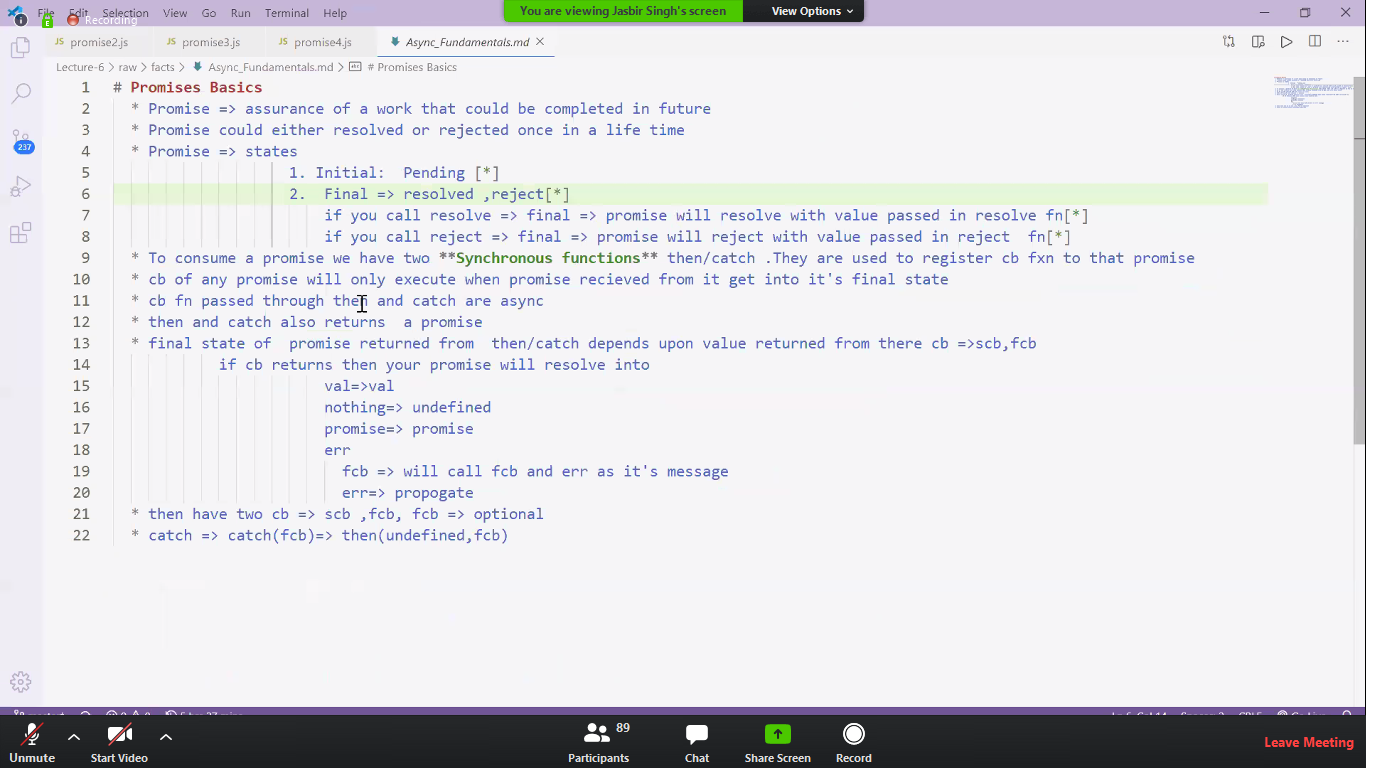 File Edit Selection View Go Run Terminal Help
Recording
You are viewing Jasbir Singh's screen View Options
promise2.js promise3.js promise4.js Async_Fundamentals.md
Lecture-6 > raw > facts > Async_Fundamentals.md > # Promises Basics
1 # Promises Basics
2 * Promise => assurance of a work that could be completed in future
3 * Promise could either resolved or rejected once in a life time
4 * Promise => states
5 1. Initial: Pending [*]
6 2. Final => resolved ,reject[*]
7 if you call resolve => final => promise will resolve with value passed in resolve fn[*]
8 if you call reject => final => promise will reject with value passed in reject fn[*]
9 * To consume a promise we have two **Synchronous functions** then/catch .They are used to register cb fxn to that promise
10 * cb of any promise will only execute when promise recieved from it get into it's final state
11 * cb fn passed through then and catch are async
12 * then and catch also returns a promise
13 * final state of promise returned from then/catch depends upon value returned from there cb =>scb,fcb
14 if cb returns then your promise will resolve into
15 val=>val
16 nothing=> undefined
17 promise=> promise
18 err
19 fcb => will call fcb and err as it's message
20 err=> propogate
21 * then have two cb => scb ,fcb, fcb => optional
22 * catch => catch(fcb)=> then(undefined,fcb)
237
Unmute Start Video Participants 89 Chat Share Screen Record Leave Meeting